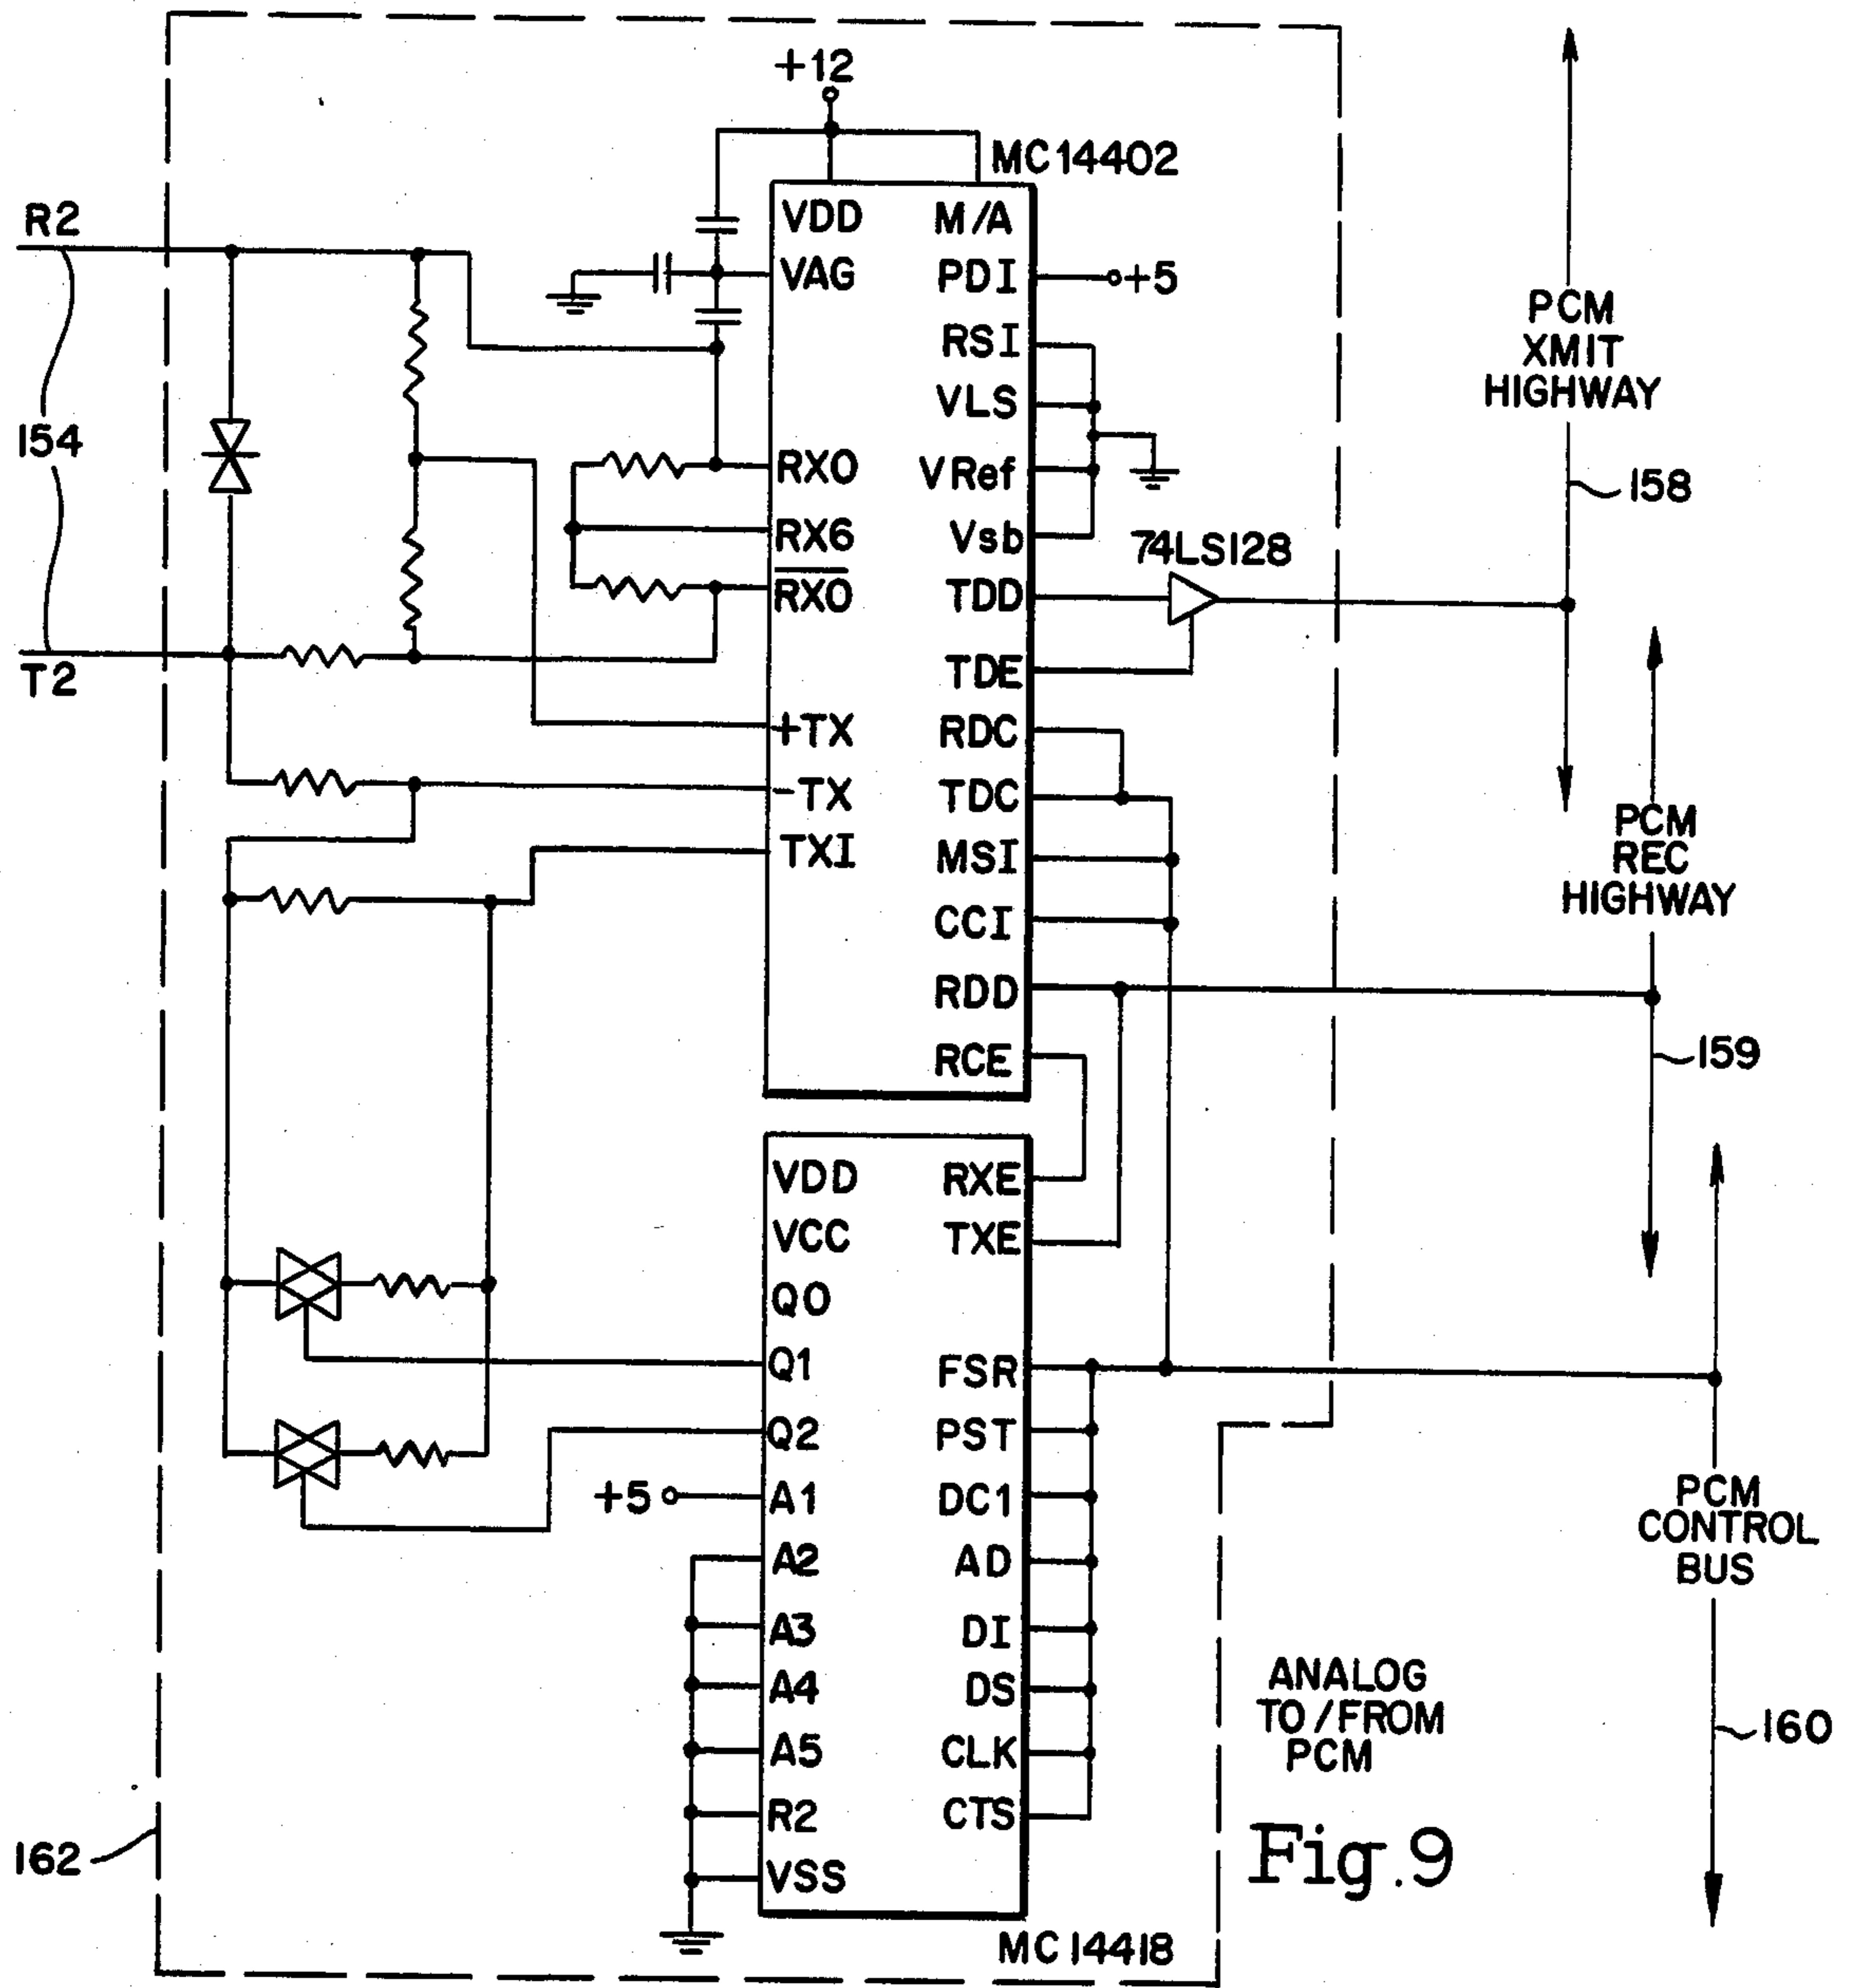 +12
MC14402
R2
VDD
M/A
VAG
PDI
+5
RSI
PCM
XMIT
HIGHWAY
VLS
154
RX0
VRef
158
RX6
Vsb
74LS128
RX0
TDD
T2
TDE
+TX
RDC
-TX
TDC
PCM
REC
HIGHWAY
TXI
MSI
CCI
RDD
RCE
159
VDD
RXE
VCC
TXE
Q0
Q1
FSR
Q2
PST
+5
A1
DC1
PCM
CONTROL
BUS
A2
AD
A3
DI
A4
DS
ANALOG
TO/FROM
PCM
160
A5
CLK
R2
CTS
162
VSS
Fig.9
MC14418